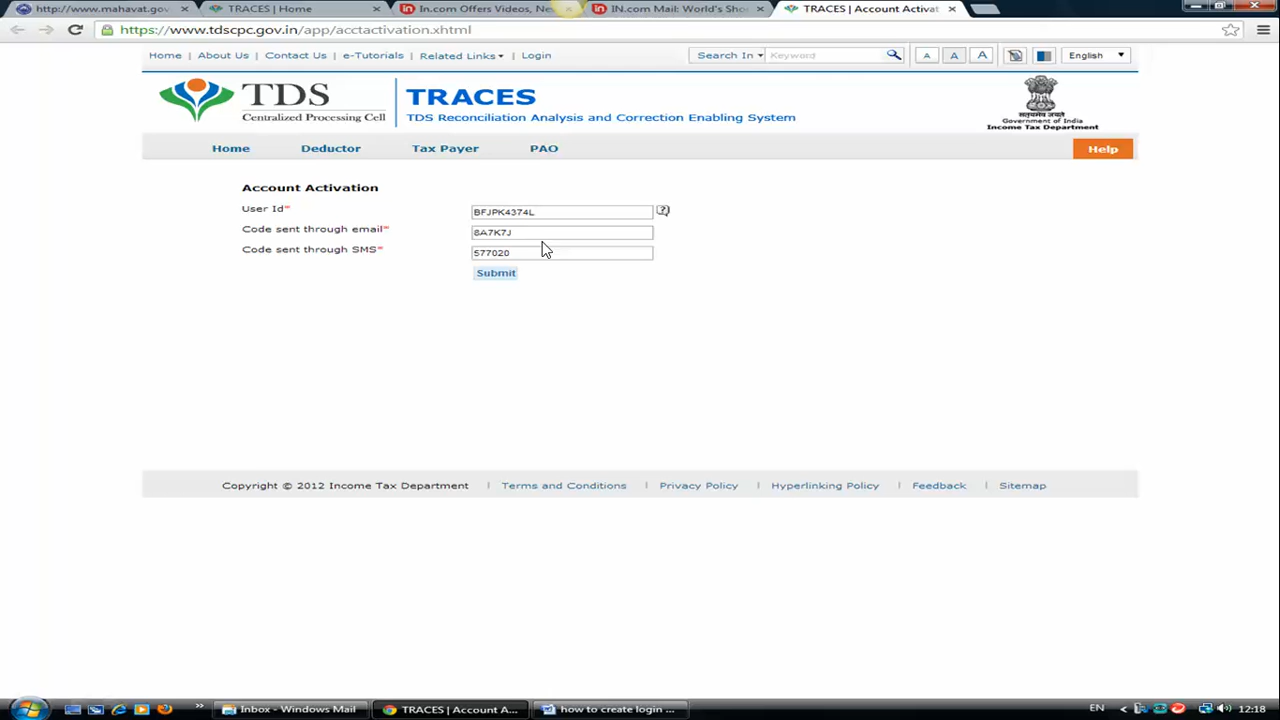 http://www.mahavat.gov.
TRACES | Home
In.com Offers Videos, Ne
IN.com Mail: World's Sho
TRACES | Account Activat
https://www.tdscpc.gov.in/app/acctactivation.xhtml
Home | About Us | Contact Us | e-Tutorials | Related Links | Login
Search In Keyword A A A English
TDS TRACES
Centralized Processing Cell TDS Reconciliation Analysis and Correction Enabling System
सत्यमेव जयते
Government of India
Income Tax Department
Home Deductor Tax Payer PAO Help
Account Activation
User Id* BFJPK4374L
Code sent through email* 8A7K7J
Code sent through SMS* 577020
Submit
Copyright © 2012 Income Tax Department | Terms and Conditions | Privacy Policy | Hyperlinking Policy | Feedback | Sitemap
Inbox - Windows Mail TRACES | Account A... how to create login ... EN 12:18